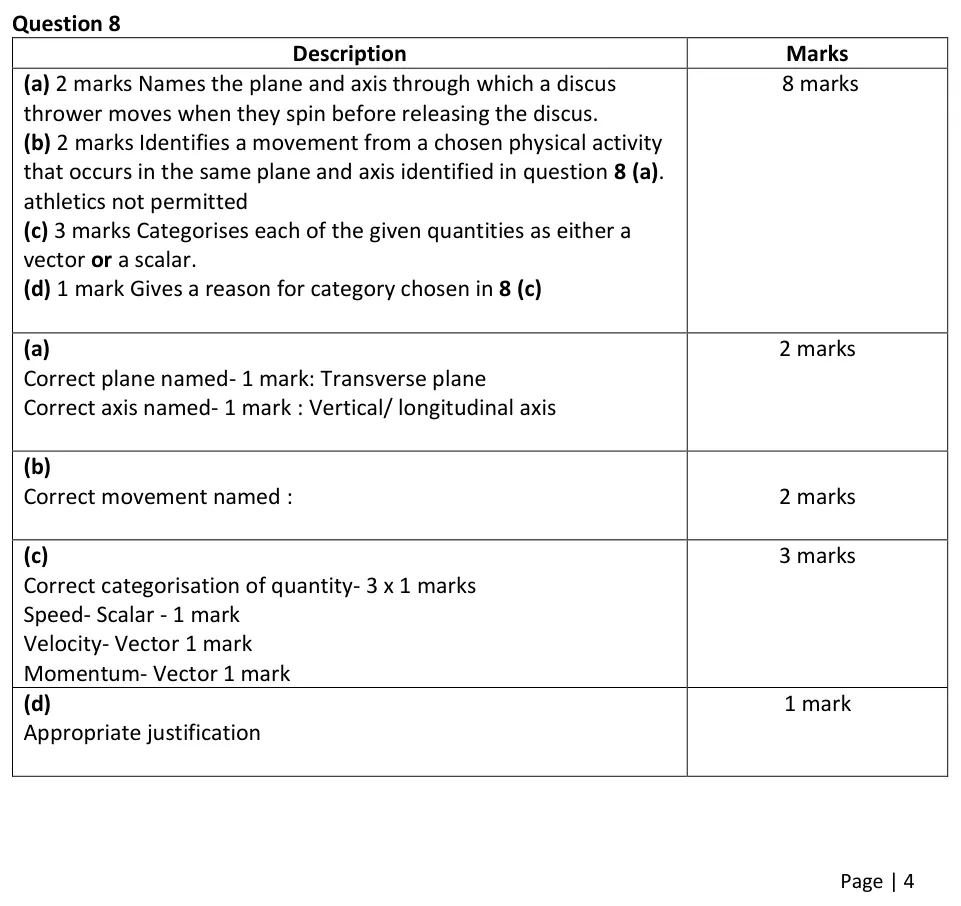 Question 8
Description Marks
(a) 2 marks Names the plane and axis through which a discus 8 marks
thrower moves when they spin before releasing the discus.
(b) 2 marks Identifies a movement from a chosen physical activity
that occurs in the same plane and axis identified in question 8 (a).
athletics not permitted
(c) 3 marks Categorises each of the given quantities as either a
vector or a scalar.
(d) 1 mark Gives a reason for category chosen in 8 (c)
(a) 2 marks
Correct plane named- 1 mark: Transverse plane
Correct axis named- 1 mark : Vertical/ longitudinal axis
(b)
Correct movement named : 2 marks
(c) 3 marks
Correct categorisation of quantity- 3 x 1 marks
Speed- Scalar - 1 mark
Velocity- Vector 1 mark
Momentum- Vector 1 mark
(d) 1 mark
Appropriate justification
Page | 4